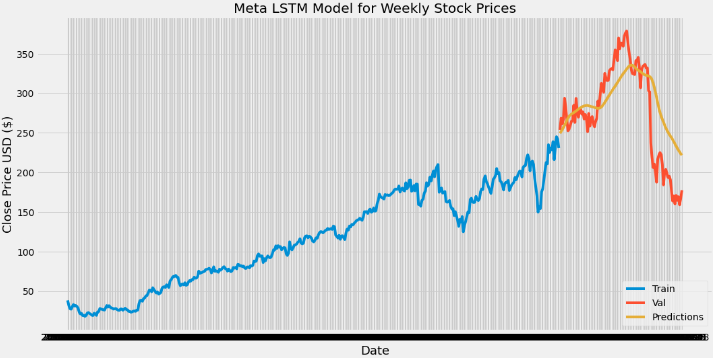 Meta LSTM Model for Weekly Stock Prices
Close Price USD ($)
350
300
250
200
150
100
50
Train
Val
Predictions
Date